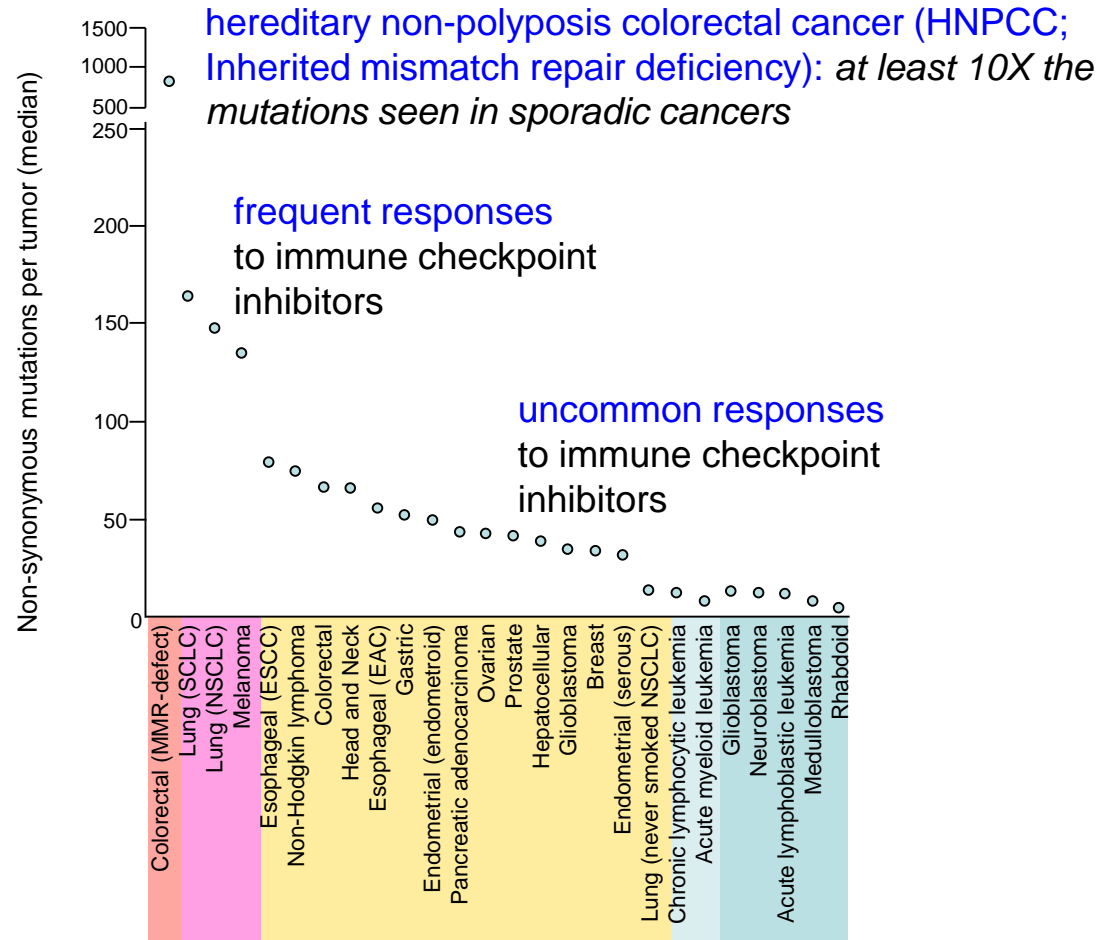 hereditary non-polyposis colorectal cancer (HNPCC;
Inherited mismatch repair deficiency): at least 10X the
mutations seen in sporadic cancers
Non-synonymous mutations per tumor (median)
1500
1000
500
250
200
150
100
50
0
frequent responses
to immune checkpoint
inhibitors
uncommon responses
to immune checkpoint
inhibitors
Colorectal (MMR-defect)
Lung (SCLC)
Lung (NSCLC)
Melanoma
Esophageal (ESCC)
Non-Hodgkin lymphoma
Colorectal
Head and Neck
Esophageal (EAC)
Gastric
Endometrial (endometroid)
Pancreatic adenocarcinoma
Ovarian
Prostate
Hepatocellular
Glioblastoma
Breast
Endometrial (serous)
Lung (never smoked NSCLC)
Chronic lymphocytic leukemia
Acute myeloid leukemia
Glioblastoma
Neuroblastoma
Acute lymphoblastic leukemia
Medulloblastoma
Rhabdoid